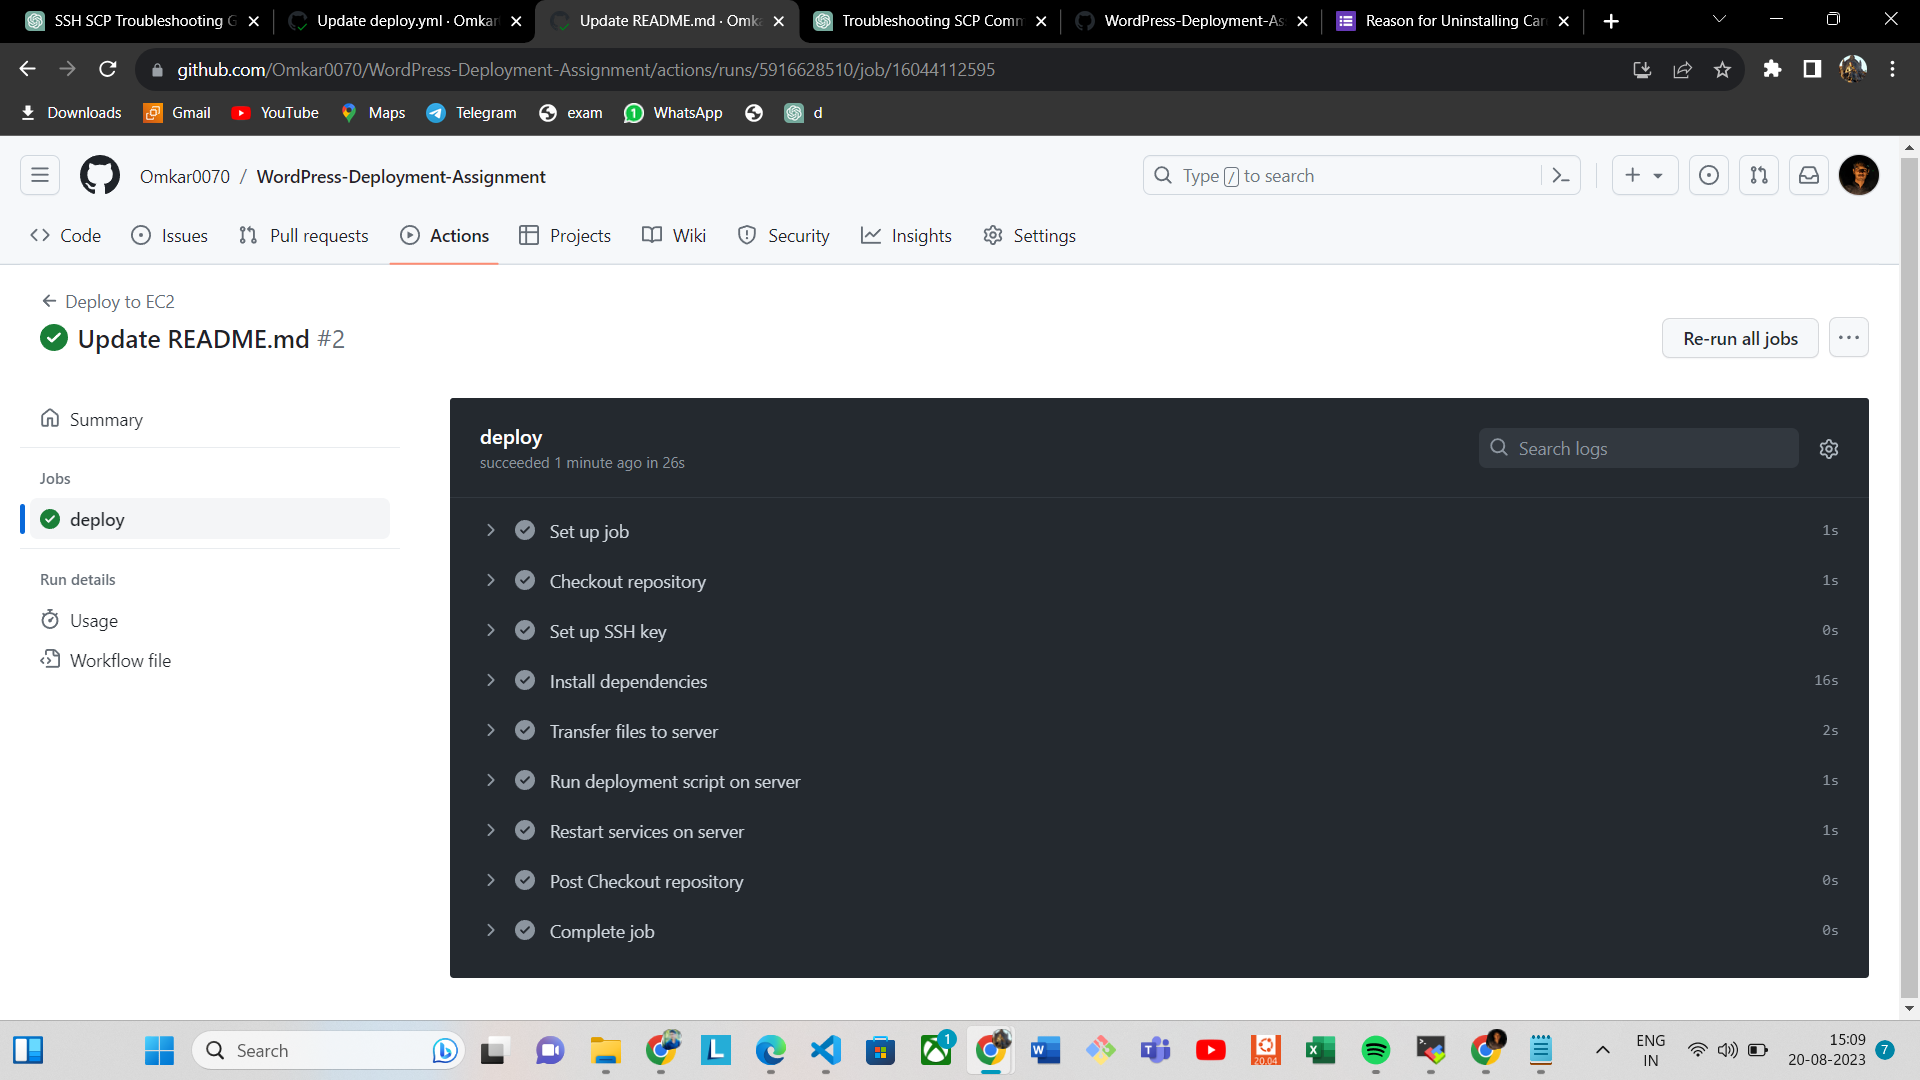 SSH SCP Troubleshooting G
Update deploy.yml · Omkar
Update README.md · Omk
Troubleshooting SCP Comm
WordPress-Deployment-As
Reason for Uninstalling Car
github.com/Omkar0070/WordPress-Deployment-Assignment/actions/runs/5916628510/job/16044112595
Downloads Gmail YouTube Maps Telegram exam WhatsApp d
Omkar0070 / WordPress-Deployment-Assignment
Type / to search
Code Issues Pull requests Actions Projects Wiki Security Insights Settings
Deploy to EC2
Update README.md #2
Re-run all jobs
Summary
Jobs
deploy
Run details
Usage
Workflow file
deploy
succeeded 1 minute ago in 26s
Search logs
Set up job 1s
Checkout repository 1s
Set up SSH key 0s
Install dependencies 16s
Transfer files to server 2s
Run deployment script on server 1s
Restart services on server 1s
Post Checkout repository 0s
Complete job 0s
Search
L
1
20.04
ENG
IN
15:09
20-08-2023
7